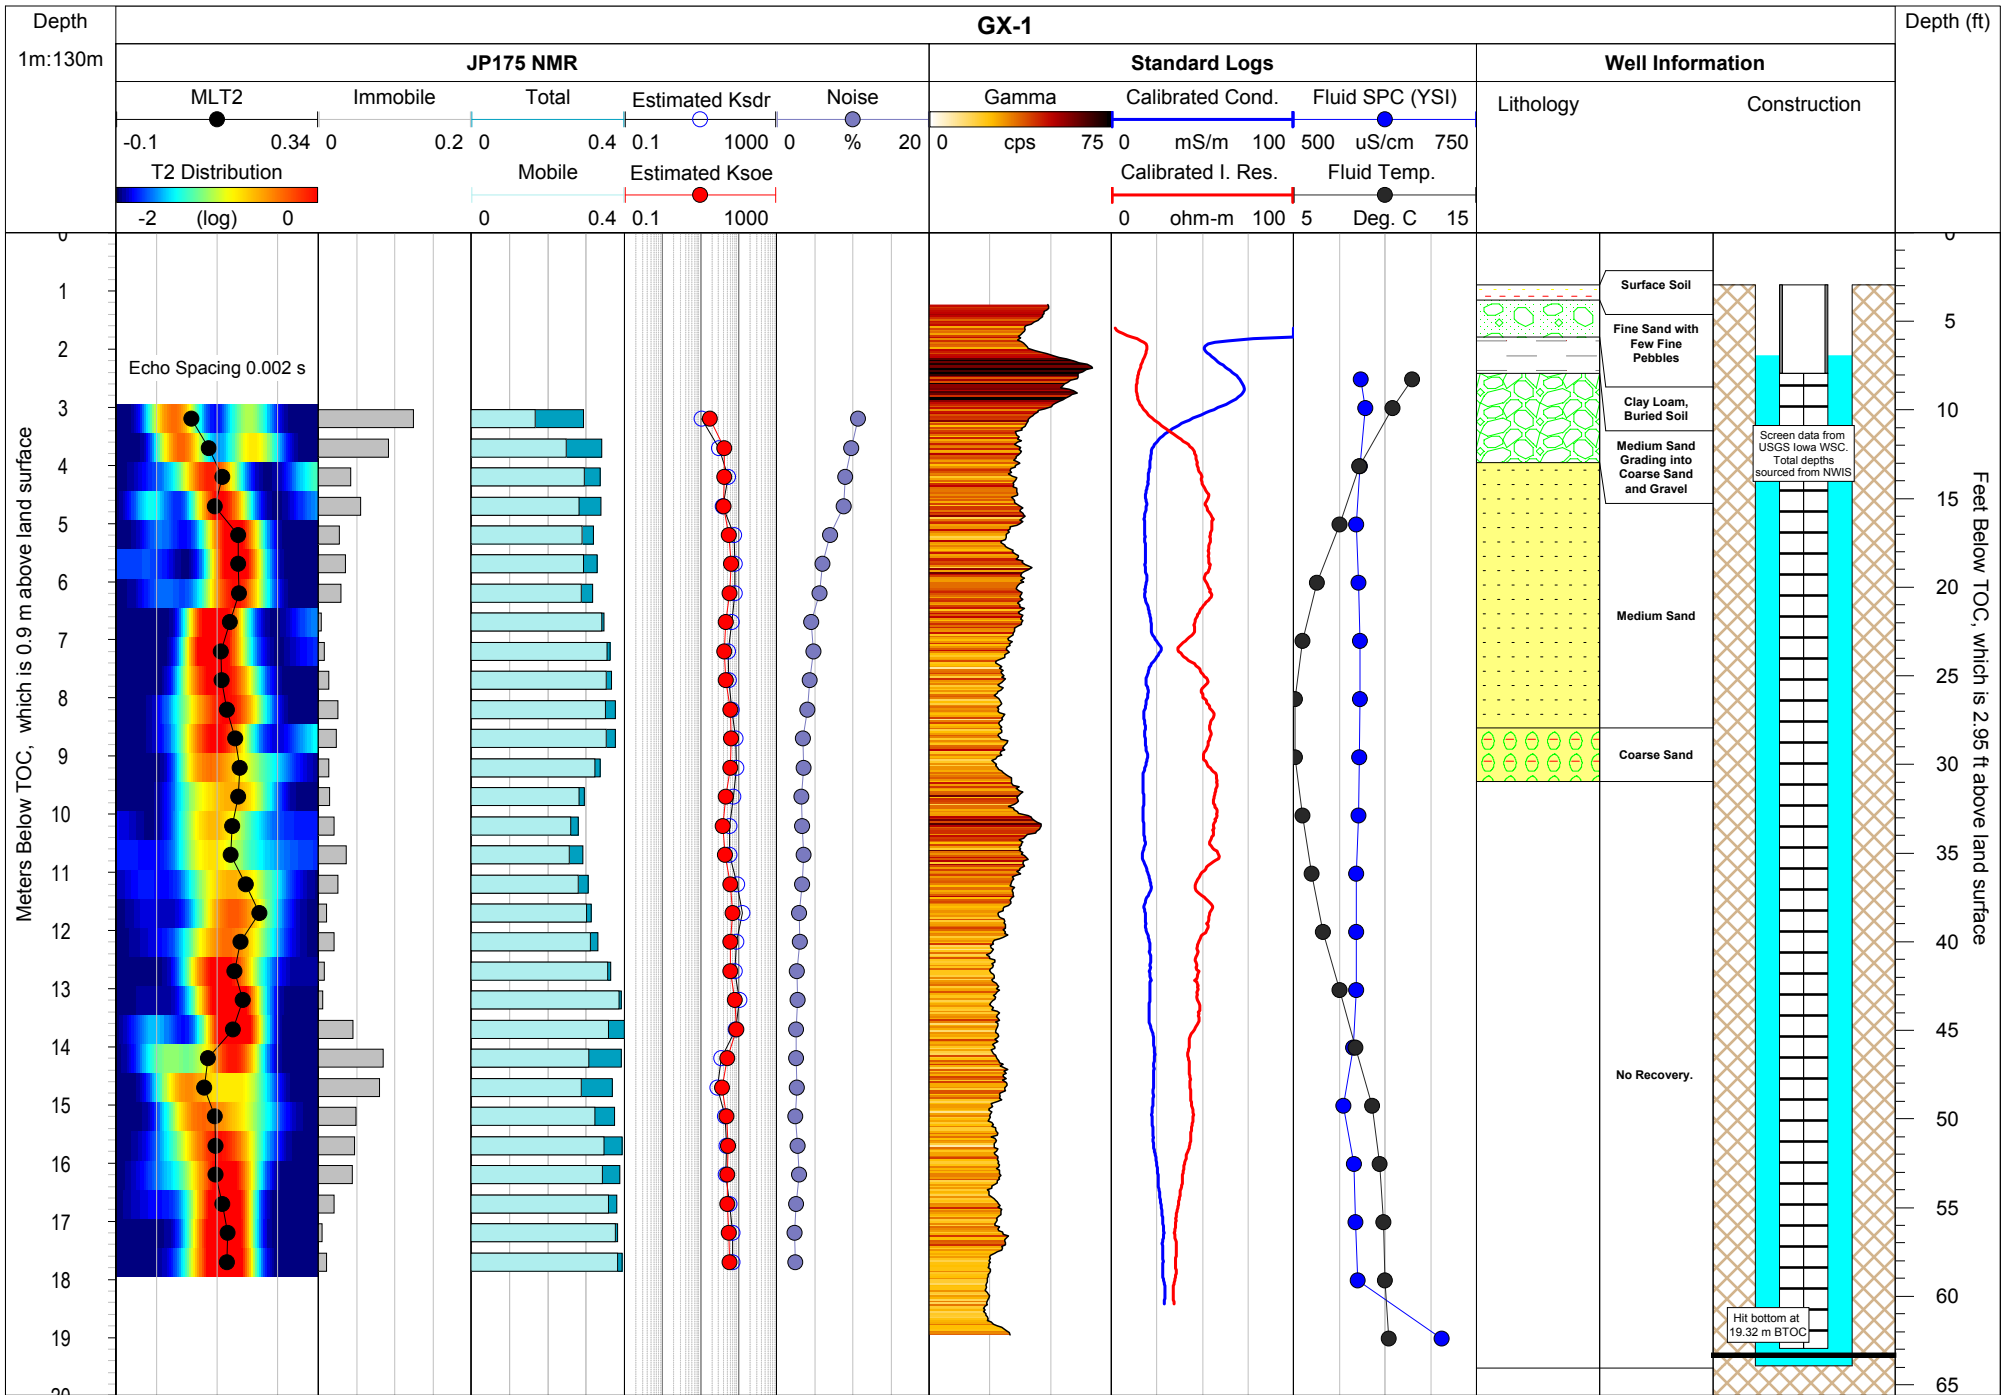 GX-1
Depth
1m:130m
Depth (ft)
JP175 NMR
Standard Logs
Well Information
MLT2
-0.1 0.34
T2 Distribution
-2 (log) 0
Immobile
0 0.2
Total
0 0.4
Mobile
0 0.4
Estimated Ksdr
0.1 1000
Estimated Ksoe
0.1 1000
Noise
0 % 20
Gamma
0 cps 75
Calibrated Cond.
0 mS/m 100
Calibrated I. Res.
0 ohm-m 100
Fluid SPC (YSI)
500 uS/cm 750
Fluid Temp.
5 Deg. C 15
Lithology
Construction
Meters Below TOC, which is 0.9 m above land surface
0
1
2
3
4
5
6
7
8
9
10
11
12
13
14
15
16
17
18
19
20
Echo Spacing 0.002 s
Surface Soil
Fine Sand with
Few Fine
Pebbles
Clay Loam,
Buried Soil
Medium Sand
Grading into
Coarse Sand
and Gravel
Medium Sand
Coarse Sand
No Recovery.
Screen data from
USGS Iowa WSC.
Total depths
sourced from NWIS
Hit bottom at
19.32 m BTOC
0
5
10
15
20
25
30
35
40
45
50
55
60
65
Feet Below TOC, which is 2.95 ft above land surface